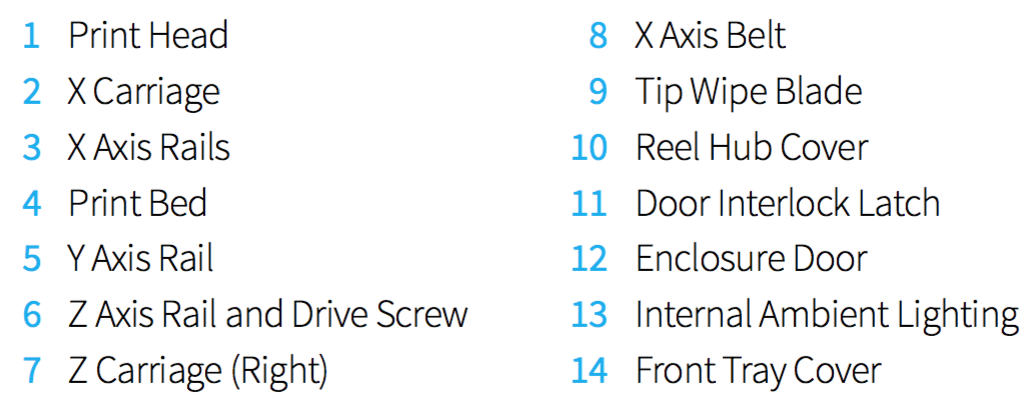 1 Print Head
2 X Carriage
3 X Axis Rails
4 Print Bed
5 Y Axis Rail
6 Z Axis Rail and Drive Screw
7 Z Carriage (Right)
8 X Axis Belt
9 Tip Wipe Blade
10 Reel Hub Cover
11 Door Interlock Latch
12 Enclosure Door
13 Internal Ambient Lighting
14 Front Tray Cover